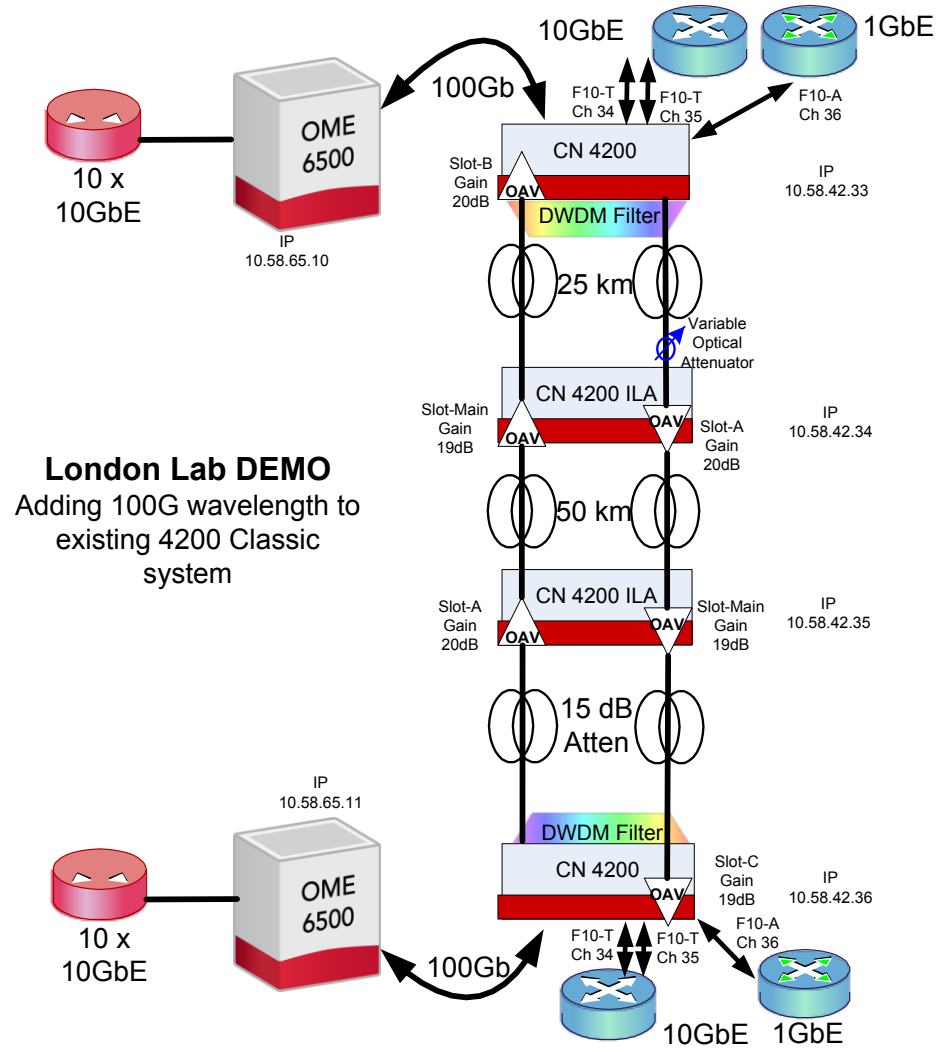 10GbE
1GbE
100Gb
F10-T
Ch 34
F10-T
Ch 35
F10-A
Ch 36
OME
6500
10 x
10GbE
IP
10.58.65.10
CN 4200
Slot-B
Gain
20dB
OAV
IP
10.58.42.33
DWDM Filter
25 km
Variable
Optical
Attenuator
CN 4200 ILA
Slot-Main
Gain
19dB
OAV
OAV
Slot-A
Gain
20dB
IP
10.58.42.34
London Lab DEMO
Adding 100G wavelength to
existing 4200 Classic
system
50 km
CN 4200 ILA
Slot-A
Gain
20dB
OAV
OAV
Slot-Main
Gain
19dB
IP
10.58.42.35
15 dB
Atten
IP
10.58.65.11
DWDM Filter
CN 4200
OAV
Slot-C
Gain
19dB
IP
10.58.42.36
OME
6500
10 x
10GbE
100Gb
F10-T
Ch 34
F10-T
Ch 35
F10-A
Ch 36
10GbE
1GbE